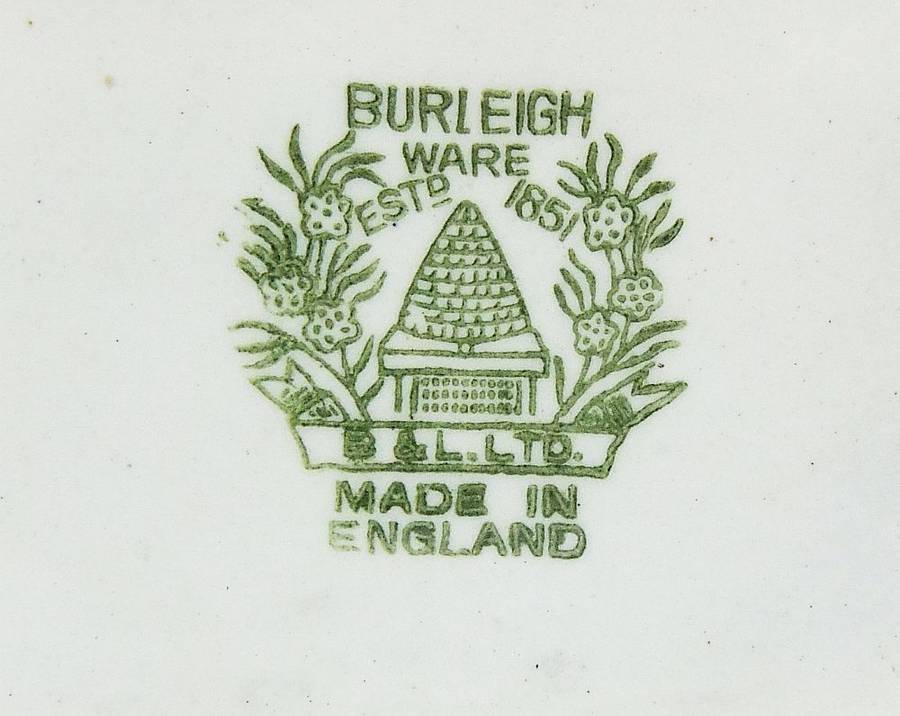 BURLEIGH
WARE
ESTD 1851
B & L. LTD.
MADE IN
ENGLAND